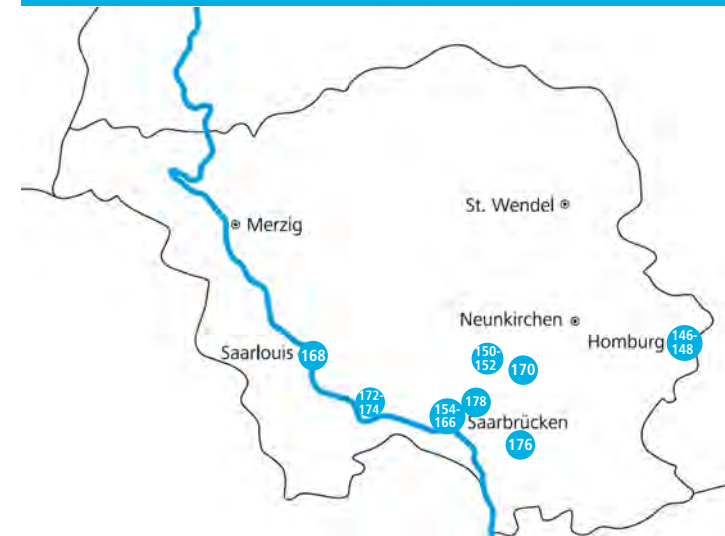 St. Wendel
Merzig
Neunkirchen
Homburg
146-
148
Saarlouis
168
150-
152
170
172-
174
178
154-
166
Saarbrücken
176